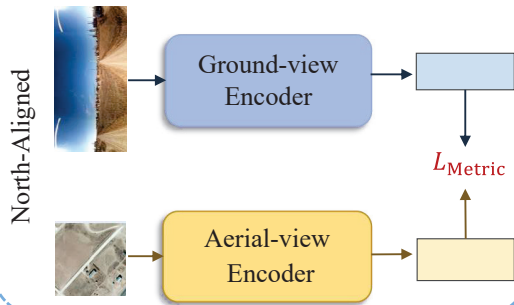 North-Aligned
Ground-view
Encoder
L_Metric
Aerial-view
Encoder